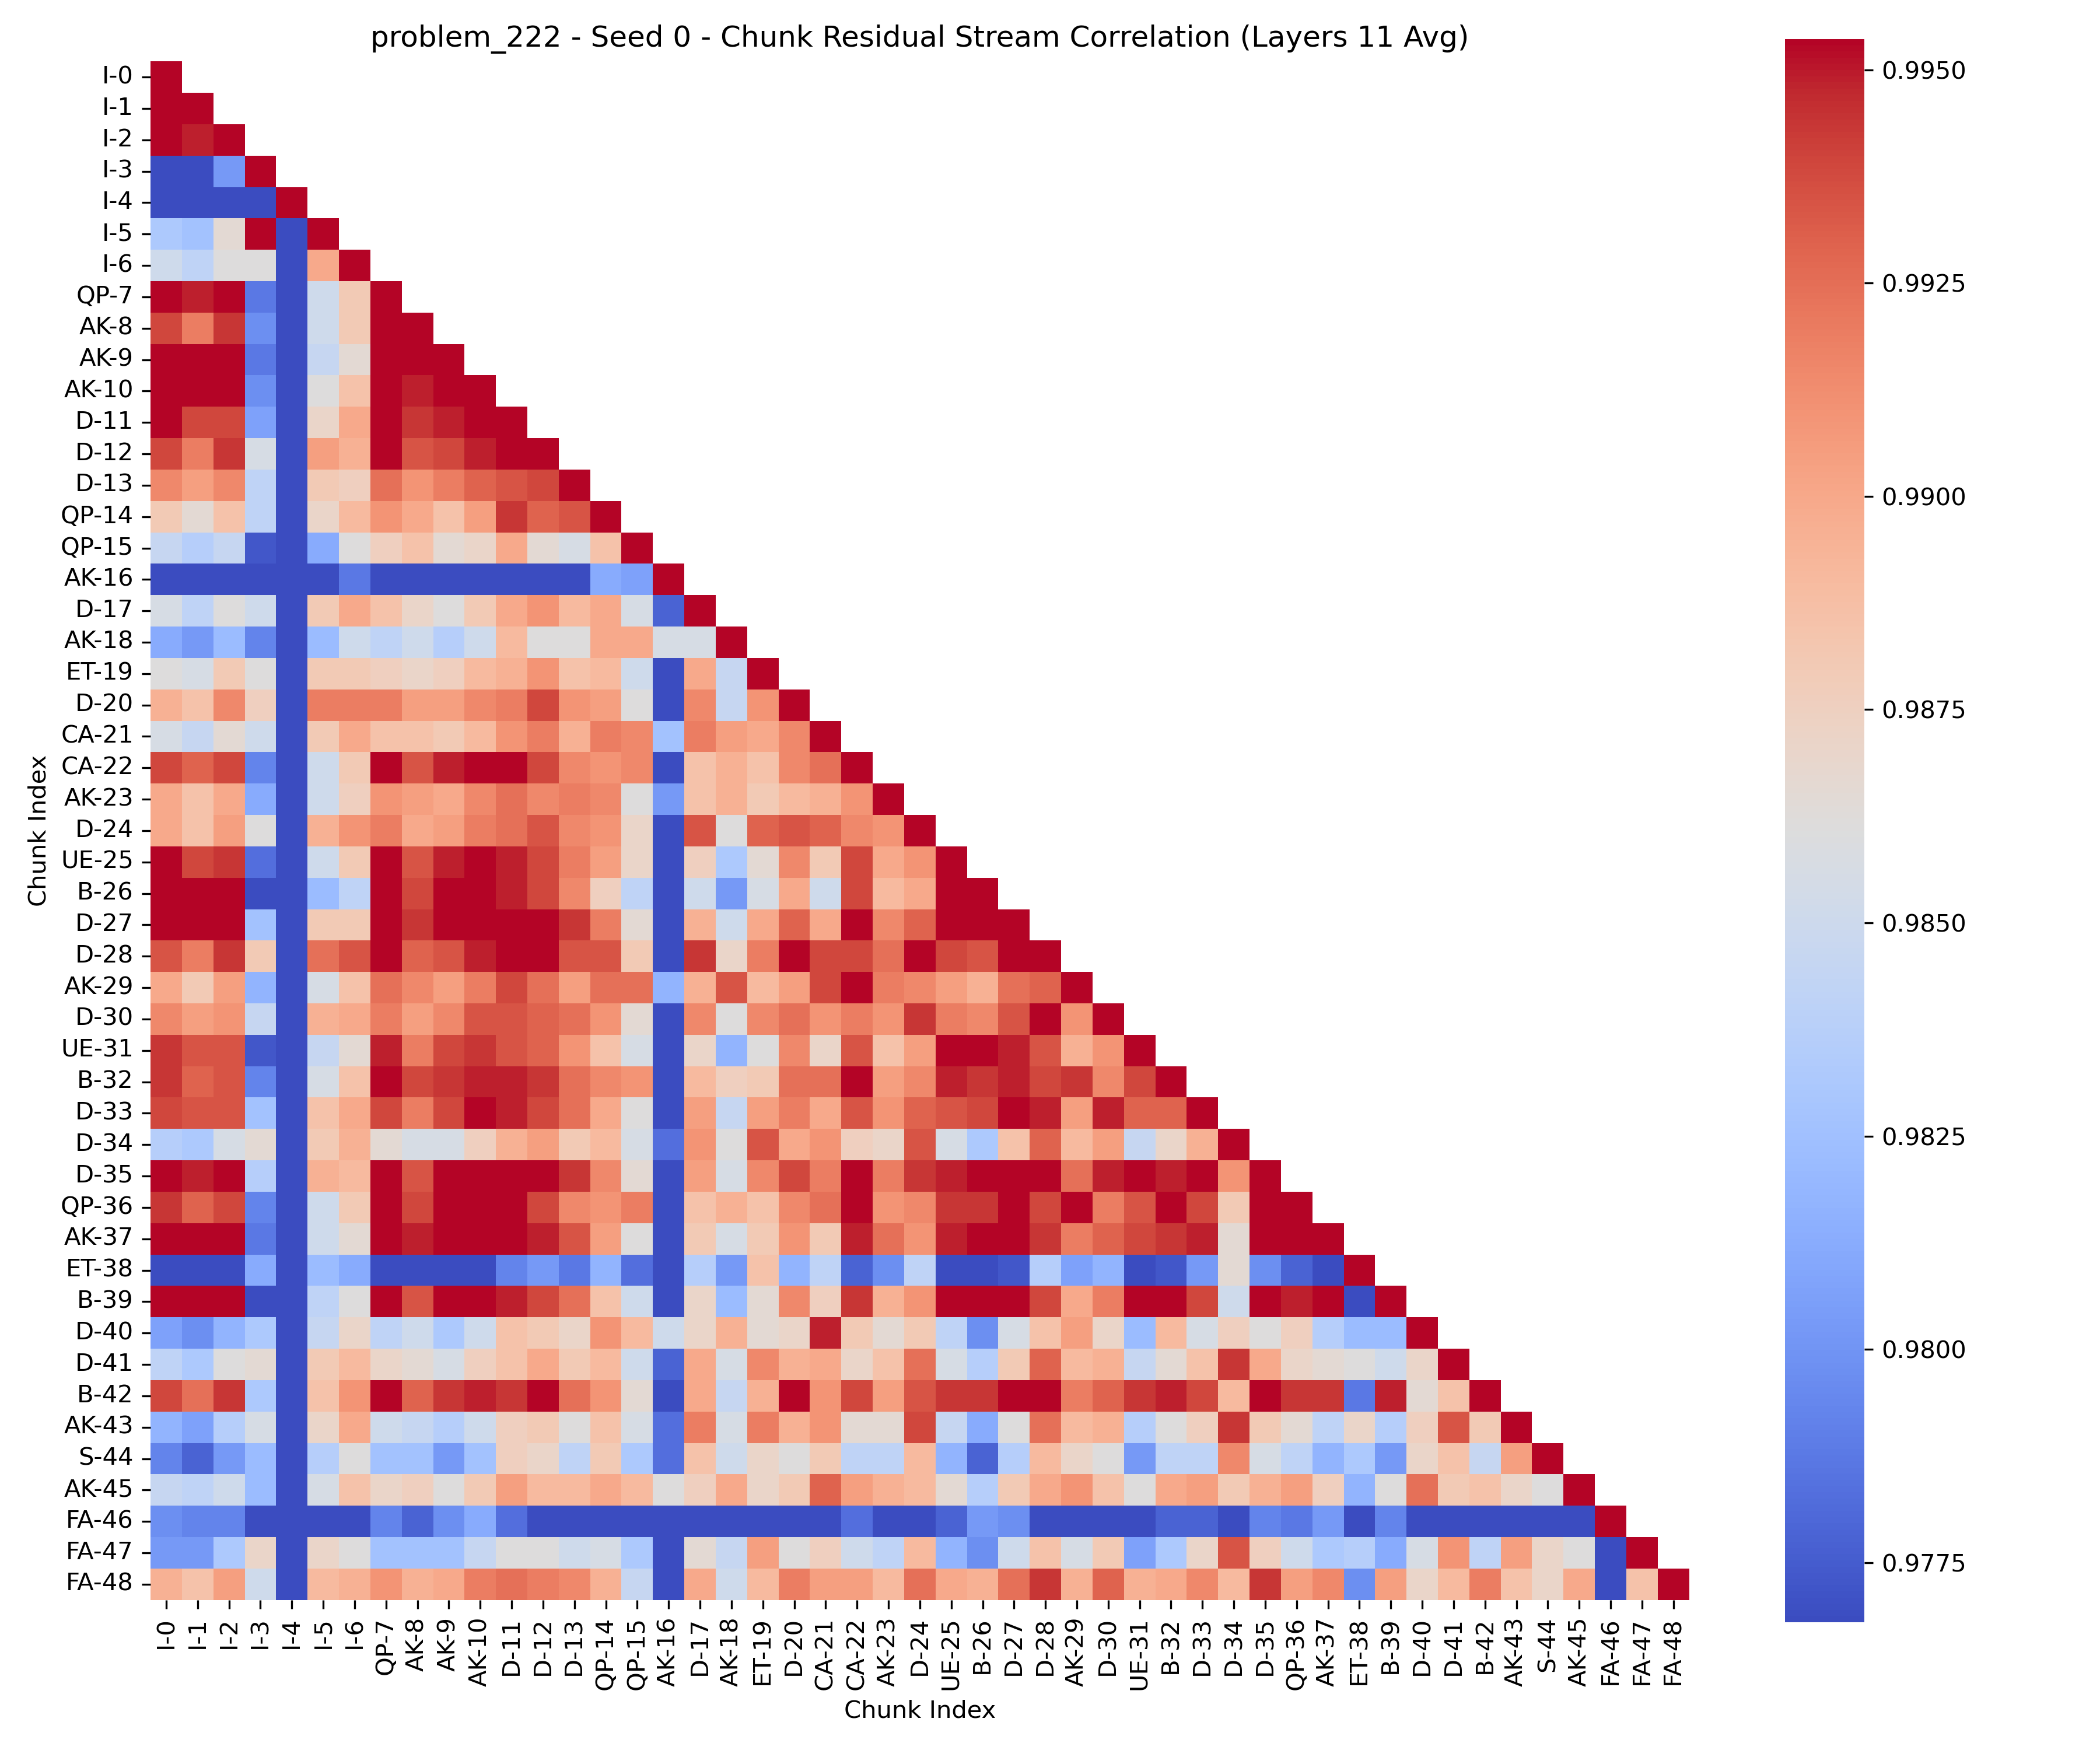 problem_222 - Seed 0 - Chunk Residual Stream Correlation (Layers 11 Avg)
I-0
I-1
I-2
I-3
I-4
I-5
I-6
QP-7
AK-8
AK-9
AK-10
D-11
D-12
D-13
QP-14
QP-15
AK-16
D-17
AK-18
ET-19
D-20
CA-21
CA-22
AK-23
D-24
UE-25
B-26
D-27
D-28
AK-29
D-30
UE-31
B-32
D-33
D-34
D-35
QP-36
AK-37
ET-38
B-39
D-40
D-41
B-42
AK-43
S-44
AK-45
FA-46
FA-47
FA-48
Chunk Index
I-0 I-1 I-2 I-3 I-4 I-5 I-6 QP-7 AK-8 AK-9 AK-10 D-11 D-12 D-13 QP-14 QP-15 AK-16 D-17 AK-18 ET-19 D-20 CA-21 CA-22 AK-23 D-24 UE-25 B-26 D-27 D-28 AK-29 D-30 UE-31 B-32 D-33 D-34 D-35 QP-36 AK-37 ET-38 B-39 D-40 D-41 B-42 AK-43 S-44 AK-45 FA-46 FA-47 FA-48
Chunk Index
0.9950
0.9925
0.9900
0.9875
0.9850
0.9825
0.9800
0.9775